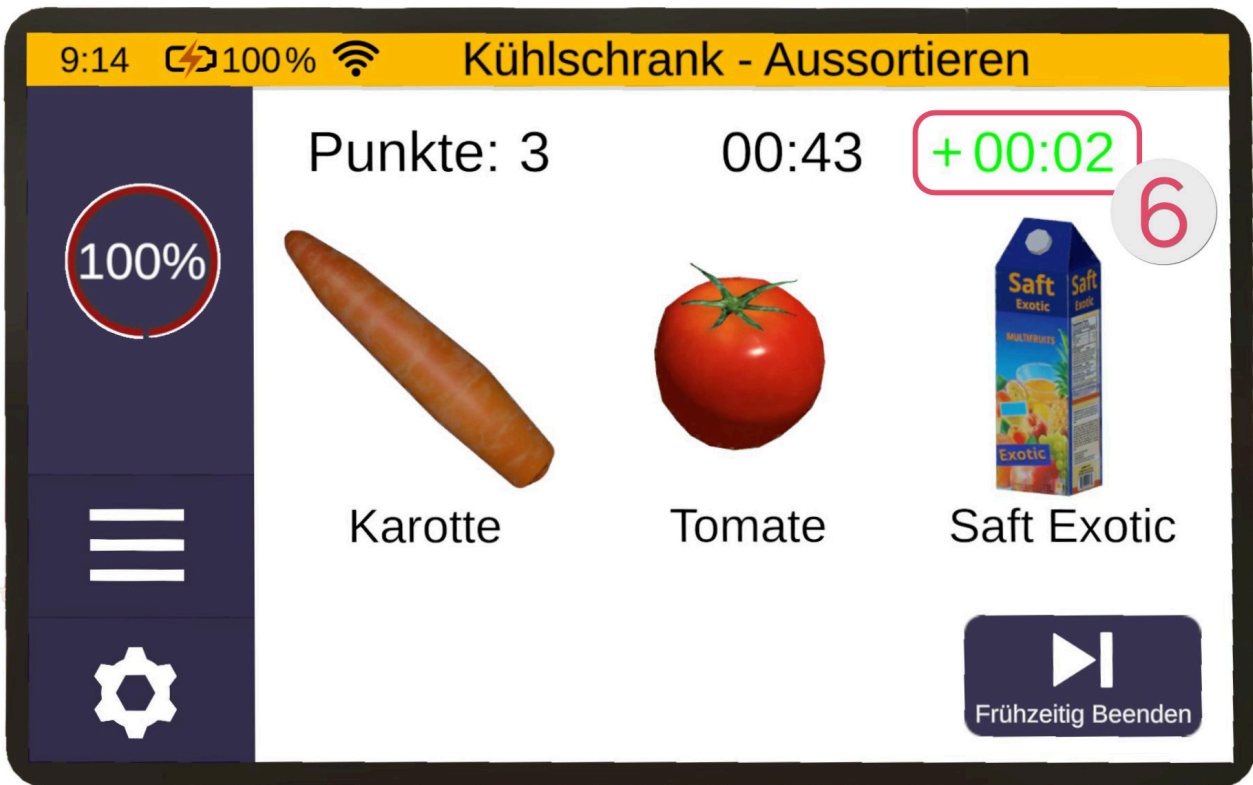 9:14 100% Kühlschrank - Aussortieren
Punkte: 3 00:43 +00:02
6
100%
Saft Saft
Exotic Exotic
MULTIFRUITS
Exotic
Karotte Tomate Saft Exotic
Frühzeitig Beenden